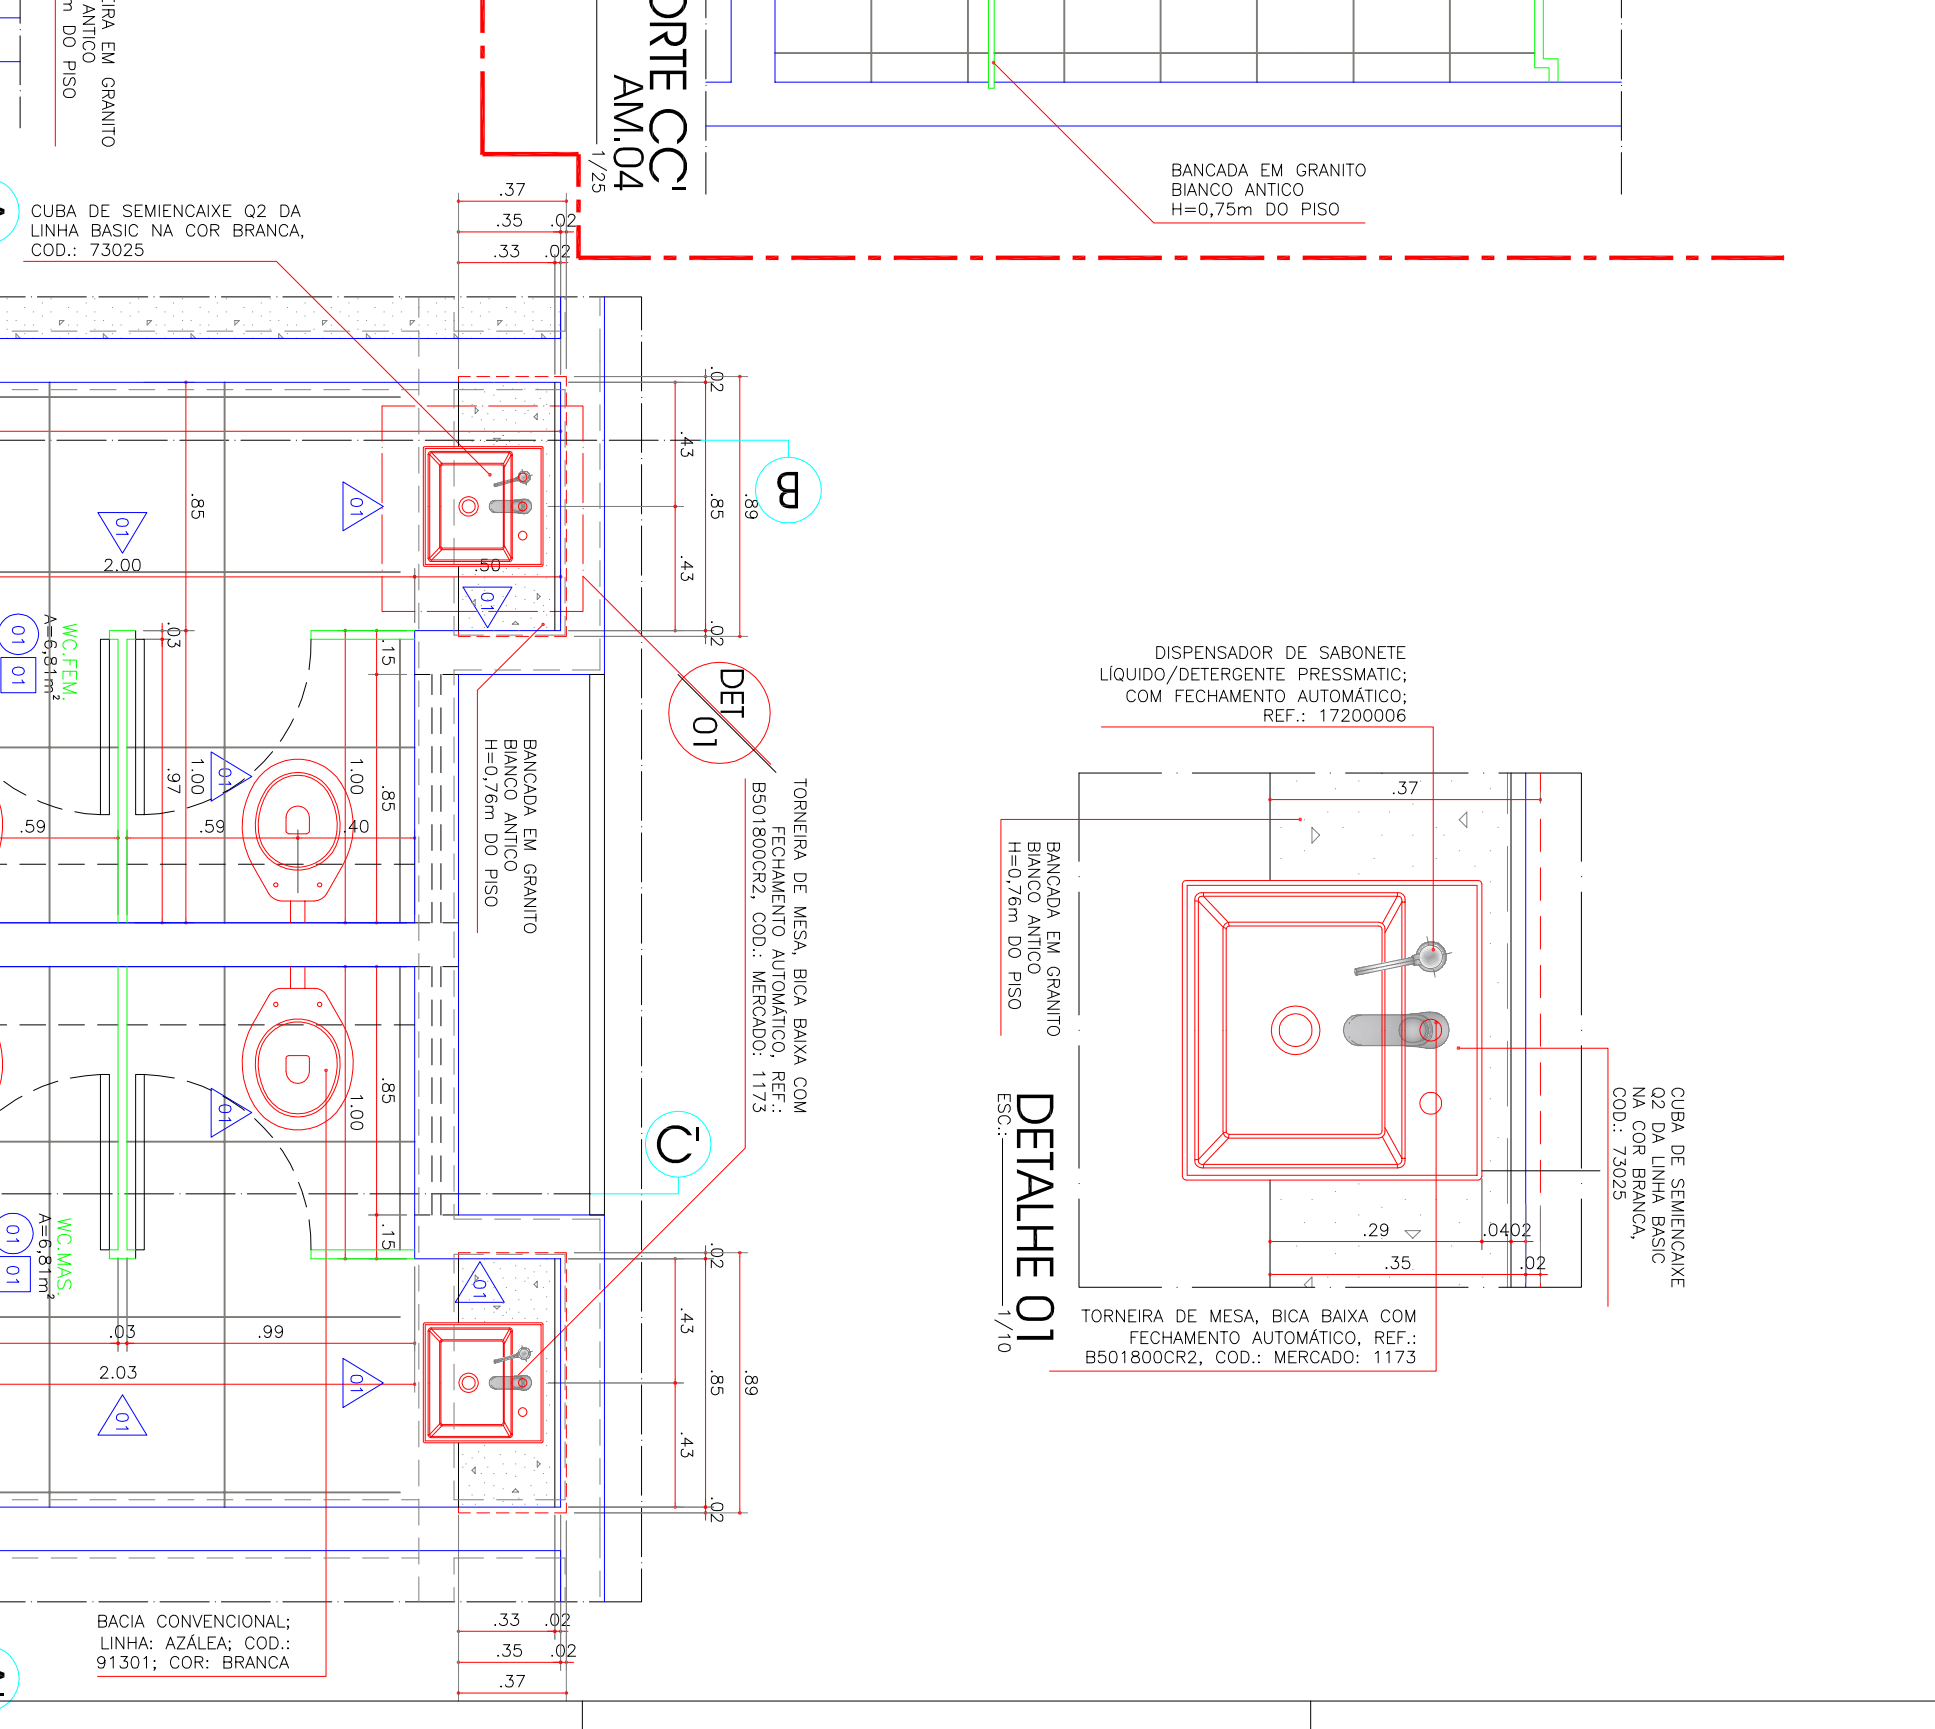 EIRA EM GRANITO
ANTICO
m DO PISO
ORTE CC'
AM.04
1/25
BANCADA EM GRANITO
BIANCO ANTICO
H=0,75m DO PISO
CUBA DE SEMIENCAIXE Q2 DA
LINHA BASIC NA COR BRANCA,
COD.: 73025
.37
.35
.02
.33
.02
.02
.43
.85
.89
.43
.02
B
.85
01
01
2.00
.50
01
.03
.15
WC.FEM.
A=6,81m²
01
01
DET
01
.97
1.00
01
1.00
.85
.59
.59
.40
BANCADA EM GRANITO
BIANCO ANTICO
H=0,76m DO PISO
TORNEIRA DE MESA, BICA BAIXA COM
FECHAMENTO AUTOMÁTICO, REF.:
B501800CR2, COD.: MERCADO: 1173
DISPENSADOR DE SABONETE
LÍQUIDO/DETERGENTE PRESSMATIC;
COM FECHAMENTO AUTOMÁTICO;
REF.: 17200006
.37
BANCADA EM GRANITO
BIANCO ANTICO
H=0,76m DO PISO
CUBA DE SEMIENCAIXE
Q2 DA LINHA BASIC
NA COR BRANCA,
COD.: 73025
.29
.04
02
.35
.02
DETALHE 01
ESC.:
1/10
TORNEIRA DE MESA, BICA BAIXA COM
FECHAMENTO AUTOMÁTICO, REF.:
B501800CR2, COD.: MERCADO: 1173
C
01
.85
1.00
.15
WC.MAS.
A=6,81m²
01
01
.03
.99
2.03
01
01
01
.02
.43
.85
.89
.43
.02
.33
.02
.35
.02
.37
BACIA CONVENCIONAL;
LINHA: AZÁLEA; COD.:
91301; COR: BRANCA